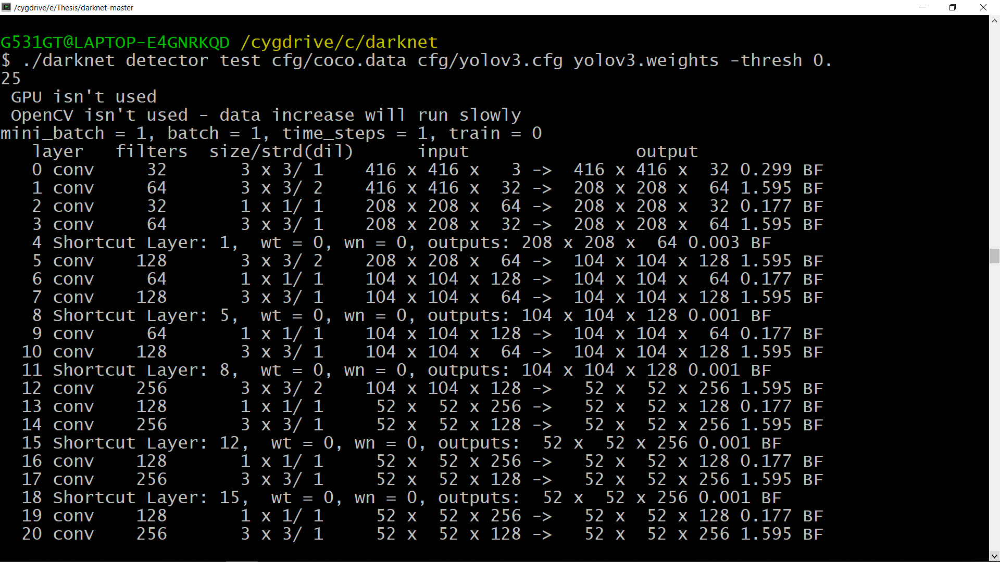 /cygdrive/e/Thesis/darknet-master
G531GT@LAPTOP-E4GNRKQD /cygdrive/c/darknet
$ ./darknet detector test cfg/coco.data cfg/yolov3.cfg yolov3.weights -thresh 0.
25
 GPU isn't used
 OpenCV isn't used - data increase will run slowly
mini_batch = 1, batch = 1, time_steps = 1, train = 0
   layer   filters  size/strd(dil)      input                output
   0 conv     32       3 x 3/ 1    416 x 416 x   3 ->  416 x 416 x  32 0.299 BF
   1 conv     64       3 x 3/ 2    416 x 416 x  32 ->  208 x 208 x  64 1.595 BF
   2 conv     32       1 x 1/ 1    208 x 208 x  64 ->  208 x 208 x  32 0.177 BF
   3 conv     64       3 x 3/ 1    208 x 208 x  32 ->  208 x 208 x  64 1.595 BF
   4 Shortcut Layer: 1,  wt = 0, wn = 0, outputs: 208 x 208 x  64 0.003 BF
   5 conv    128       3 x 3/ 2    208 x 208 x  64 ->  104 x 104 x 128 1.595 BF
   6 conv     64       1 x 1/ 1    104 x 104 x 128 ->  104 x 104 x  64 0.177 BF
   7 conv    128       3 x 3/ 1    104 x 104 x  64 ->  104 x 104 x 128 1.595 BF
   8 Shortcut Layer: 5,  wt = 0, wn = 0, outputs: 104 x 104 x 128 0.001 BF
   9 conv     64       1 x 1/ 1    104 x 104 x 128 ->  104 x 104 x  64 0.177 BF
  10 conv    128       3 x 3/ 1    104 x 104 x  64 ->  104 x 104 x 128 1.595 BF
  11 Shortcut Layer: 8,  wt = 0, wn = 0, outputs: 104 x 104 x 128 0.001 BF
  12 conv    256       3 x 3/ 2    104 x 104 x 128 ->   52 x  52 x 256 1.595 BF
  13 conv    128       1 x 1/ 1     52 x  52 x 256 ->   52 x  52 x 128 0.177 BF
  14 conv    256       3 x 3/ 1     52 x  52 x 128 ->   52 x  52 x 256 1.595 BF
  15 Shortcut Layer: 12,  wt = 0, wn = 0, outputs:  52 x  52 x 256 0.001 BF
  16 conv    128       1 x 1/ 1     52 x  52 x 256 ->   52 x  52 x 128 0.177 BF
  17 conv    256       3 x 3/ 1     52 x  52 x 128 ->   52 x  52 x 256 1.595 BF
  18 Shortcut Layer: 15,  wt = 0, wn = 0, outputs:  52 x  52 x 256 0.001 BF
  19 conv    128       1 x 1/ 1     52 x  52 x 256 ->   52 x  52 x 128 0.177 BF
  20 conv    256       3 x 3/ 1     52 x  52 x 128 ->   52 x  52 x 256 1.595 BF